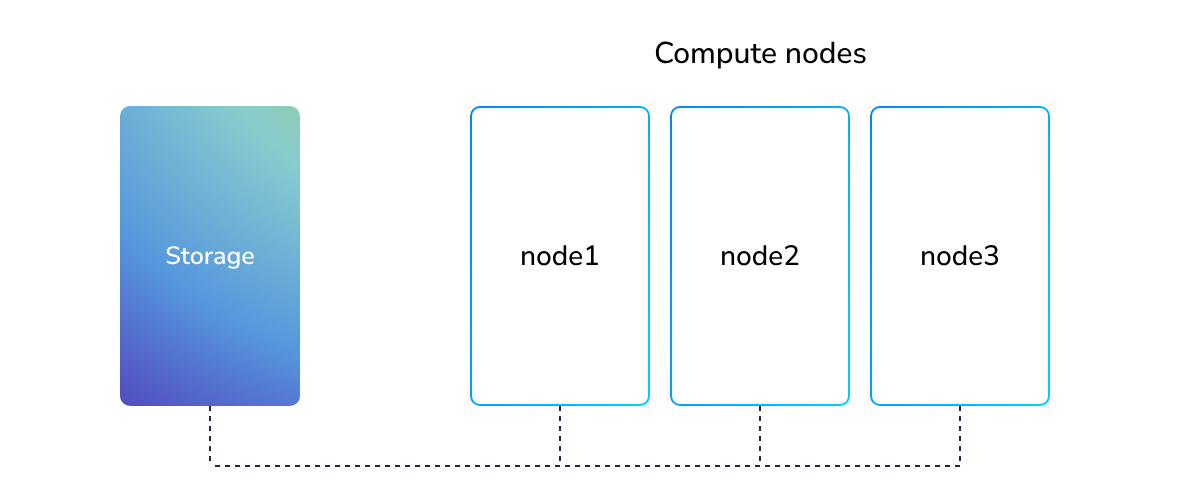 Compute nodes
Storage
node1
node2
node3